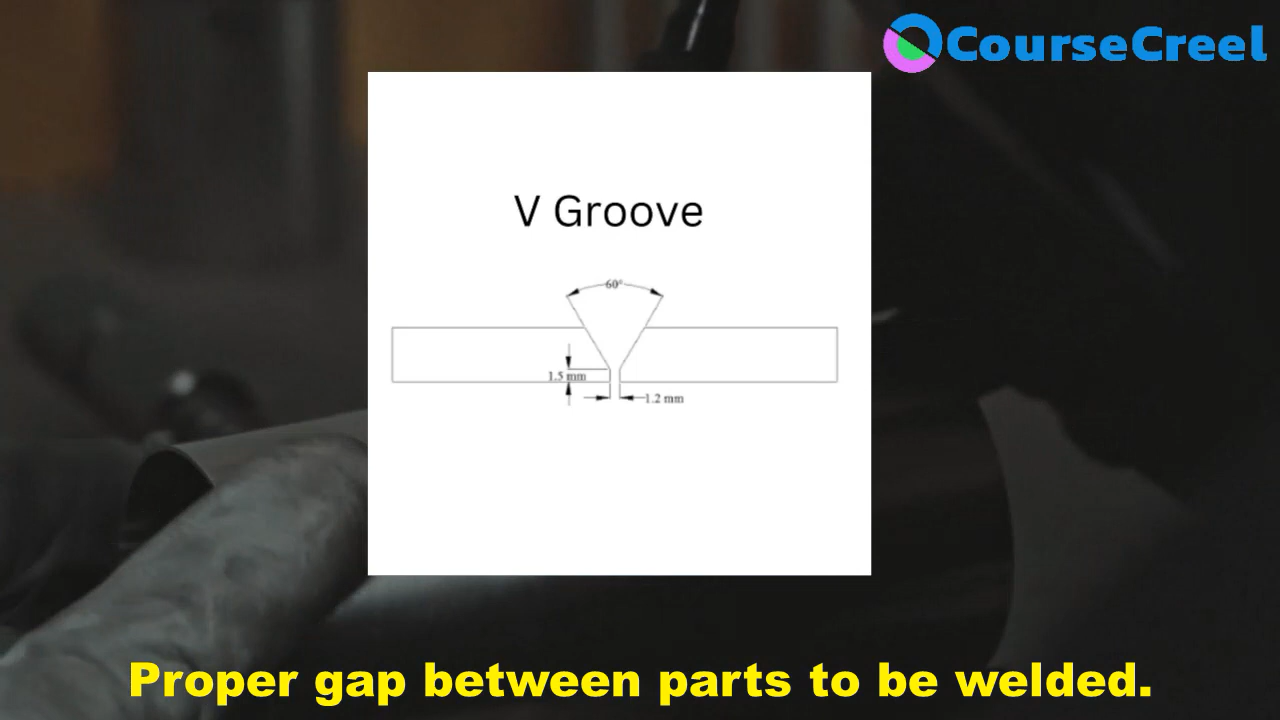 CourseCreel
V Groove
60°
1.5 mm
1.2 mm
Proper gap between parts to be welded.